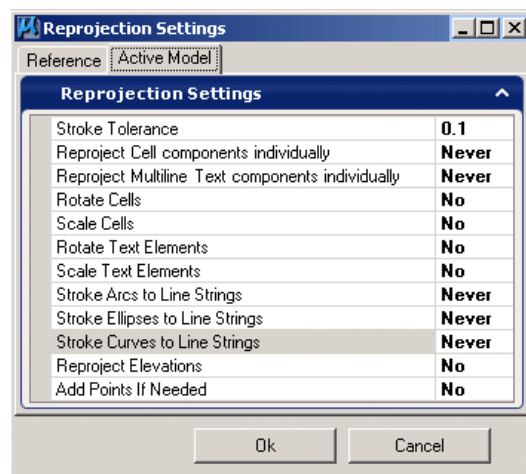 Reprojection Settings
Reference Active Model
Reprojection Settings
Stroke Tolerance 0.1
Reproject Cell components individually Never
Reproject Multiline Text components individually Never
Rotate Cells No
Scale Cells No
Rotate Text Elements No
Scale Text Elements No
Stroke Arcs to Line Strings Never
Stroke Ellipses to Line Strings Never
Stroke Curves to Line Strings Never
Reproject Elevations No
Add Points If Needed No
Ok Cancel